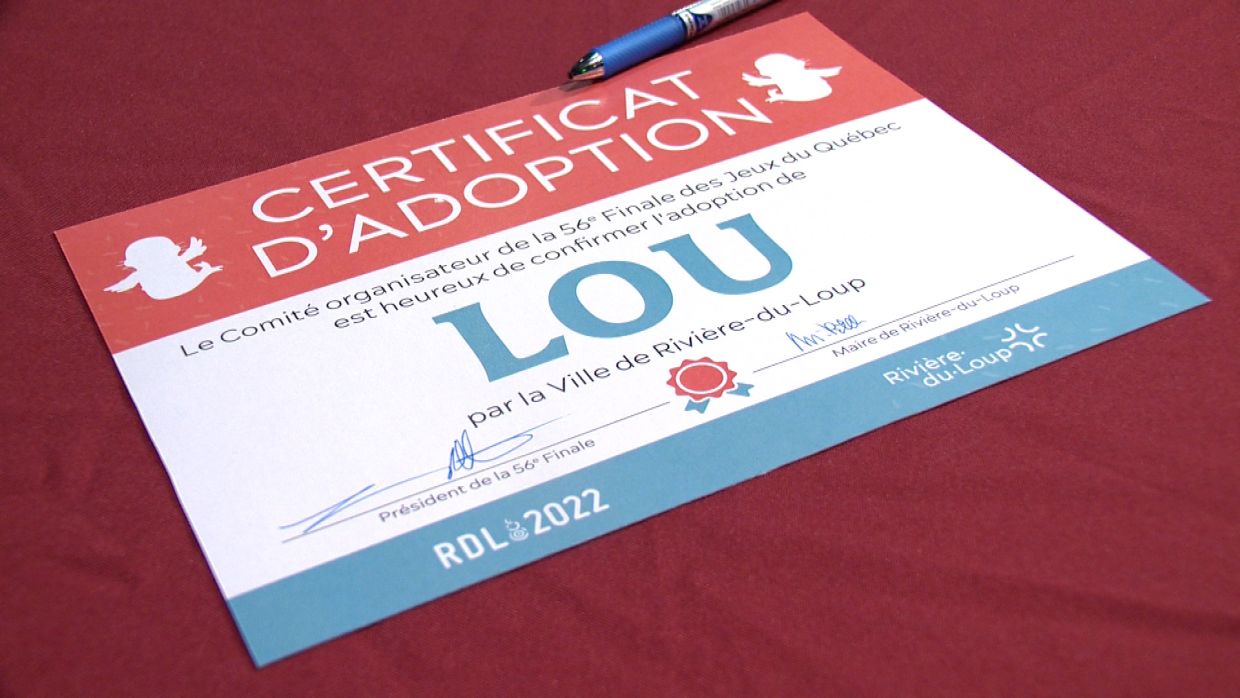 CERTIFICAT
D'ADOPTION
Le Comité organisateur de la 56e Finale des Jeux du Québec
est heureux de confirmer l'adoption de
LOU
par la Ville de Rivière-du-Loup
Président de la 56e Finale
Maire de Rivière-du-Loup
RDL 2022
Rivière·
du·Loup